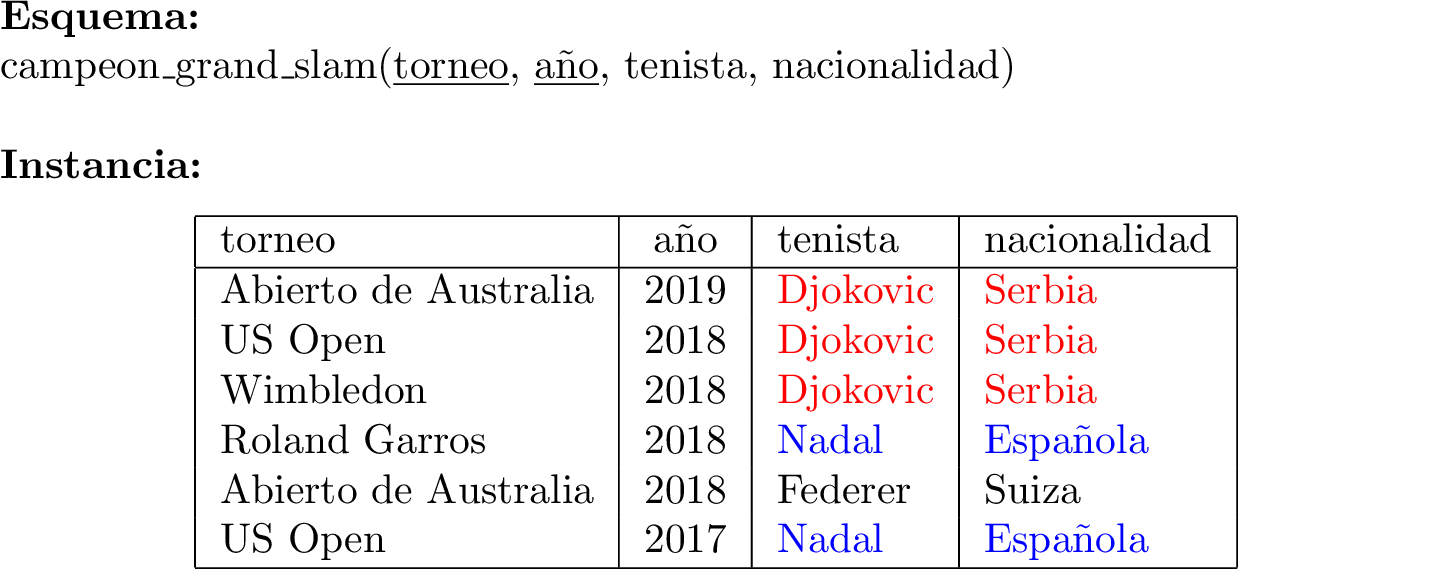 Esquema:
campeon_grand_slam(torneo, año, tenista, nacionalidad)
Instancia:
torneo año tenista nacionalidad
Abierto de Australia 2019 Djokovic Serbia
US Open 2018 Djokovic Serbia
Wimbledon 2018 Djokovic Serbia
Roland Garros 2018 Nadal Española
Abierto de Australia 2018 Federer Suiza
US Open 2017 Nadal Española